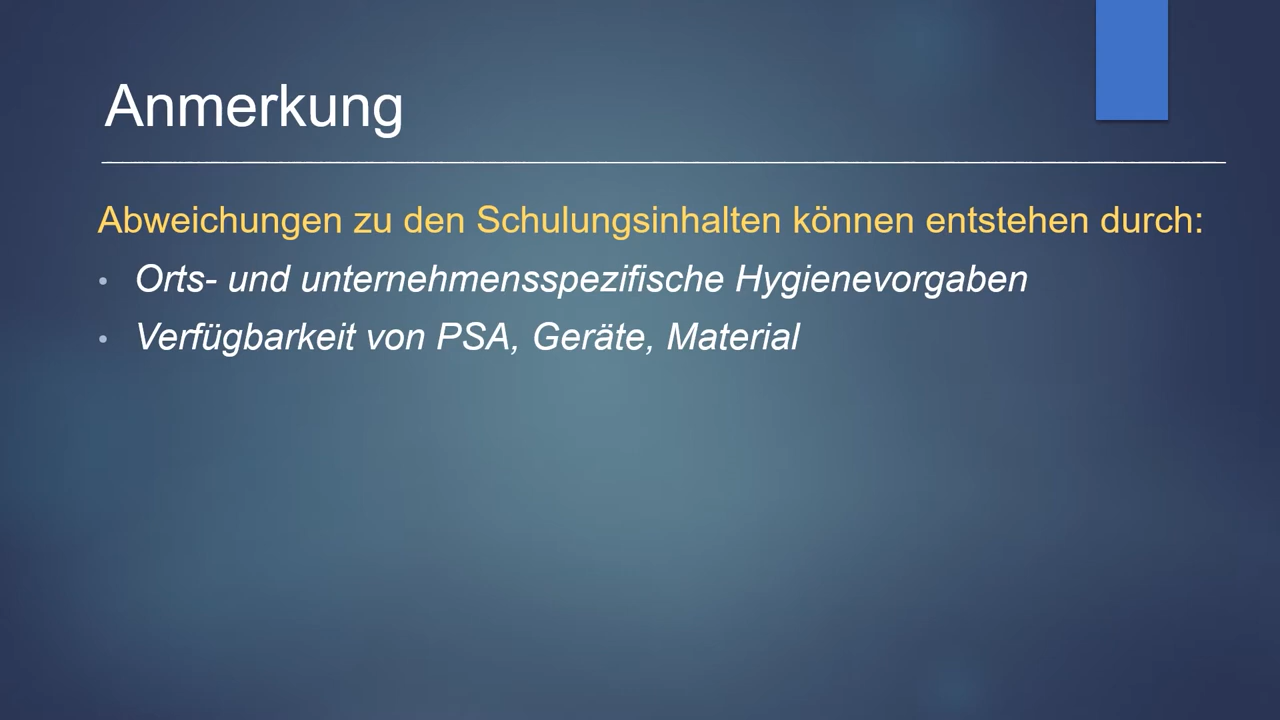 Anmerkung
Abweichungen zu den Schulungsinhalten können entstehen durch:
• Orts- und unternehmensspezifische Hygienevorgaben
• Verfügbarkeit von PSA, Geräte, Material